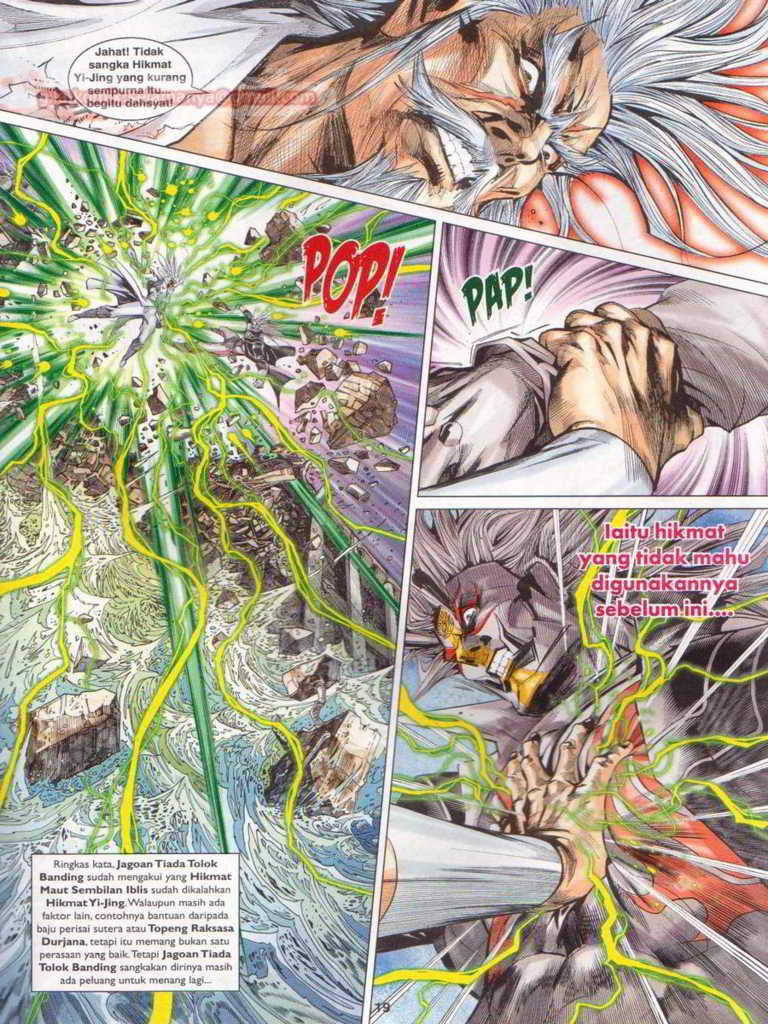 Jahat! Tidak
sangka Hikmat
Yi-Jing yang kurang
sempurna itu...
begitu dahsyat!
POP!
PAP!
Iaitu hikmat
yang tidak mahu
digunakannya
sebelum ini....
Ringkas kata, Jagoan Tiada Tolok
Banding sudah mengakui yang Hikmat
Maut Sembilan Iblis sudah dikalahkan
Hikmat Yi-Jing. Walaupun masih ada
faktor lain, contohnya bantuan daripada
baju perisai sutera atau Topeng Raksasa
Durjana, tetapi itu memang bukan satu
perasaan yang baik. Tetapi Jagoan Tiada
Tolok Banding sangkakan dirinya masih
ada peluang untuk menang lagi...
19